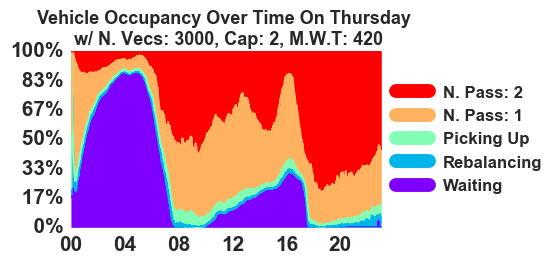 Vehicle Occupancy Over Time On Thursday
w/ N. Vecs: 3000, Cap: 2, M.W.T: 420
100%
83%
67%
50%
33%
17%
0%
00 04 08 12 16 20
N. Pass: 2
N. Pass: 1
Picking Up
Rebalancing
Waiting